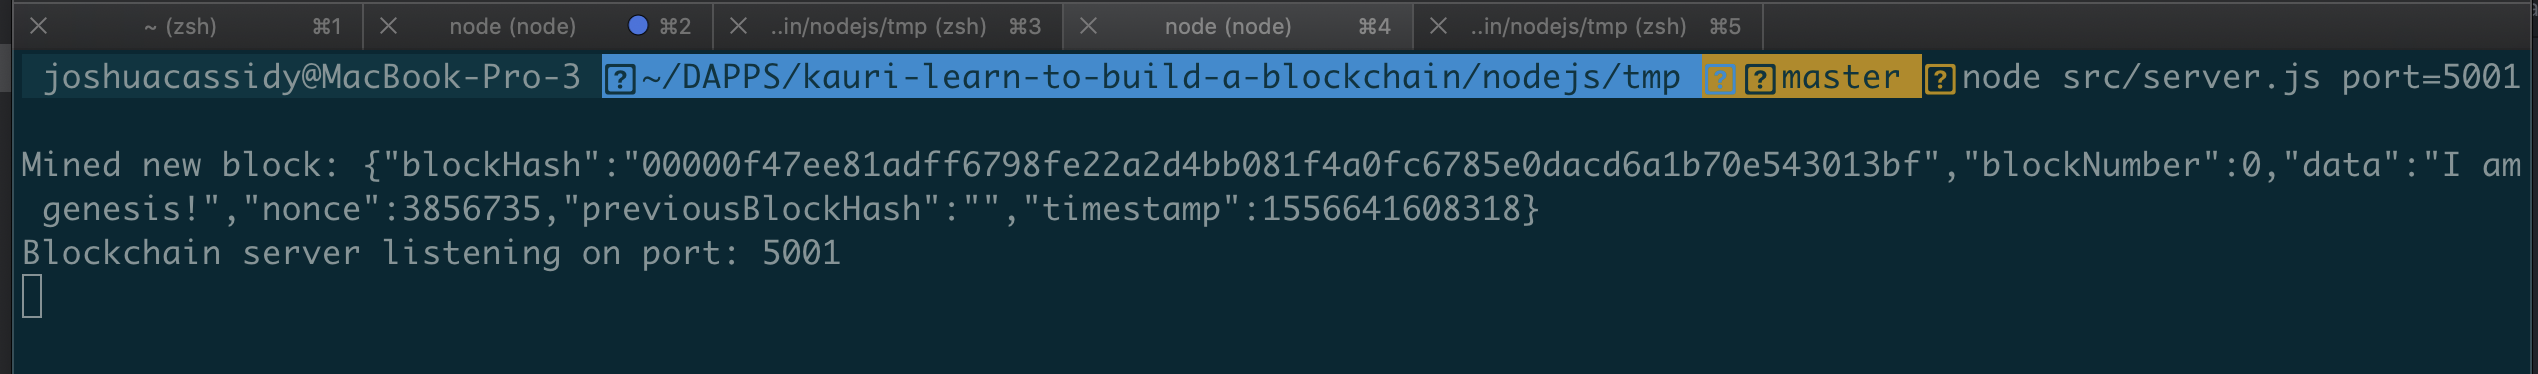 ~ (zsh) ⌘1 node (node) ⌘2 ..in/nodejs/tmp (zsh) ⌘3 node (node) ⌘4 ..in/nodejs/tmp (zsh) ⌘5
joshuacassidy@MacBook-Pro-3 ~/DAPPS/kauri-learn-to-build-a-blockchain/nodejs/tmp master node src/server.js port=5001
Mined new block: {"blockHash":"00000f47ee81adff6798fe22a2d4bb081f4a0fc6785e0dacd6a1b70e543013bf","blockNumber":0,"data":"I am
genesis!","nonce":3856735,"previousBlockHash":"","timestamp":1556641608318}
Blockchain server listening on port: 5001